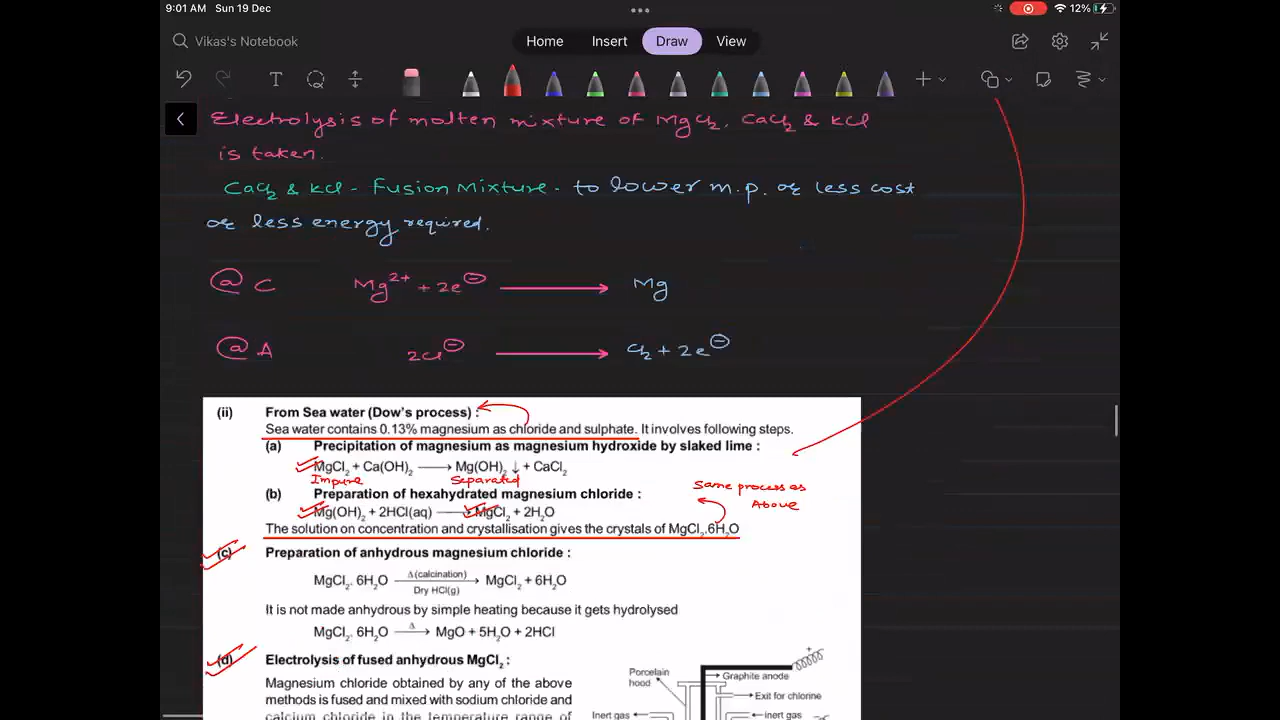 9:01 AM Sun 19 Dec
12%
Vikas's Notebook
Home Insert Draw View
Electrolysis of molten mixture of MgCl₂, CaCl₂ & KCl
is taken.
CaCl₂ & KCl - Fusion Mixture - to lower m.p. or less cost
or less energy required.
@ C Mg²⁺ + 2e⊖ ⟶ Mg
@ A 2Cl⊖ ⟶ Cl₂ + 2e⊖
(ii) From Sea water (Dow's process) :
Sea water contains 0.13% magnesium as chloride and sulphate. It involves following steps.
(a) Precipitation of magnesium as magnesium hydroxide by slaked lime :
MgCl₂ + Ca(OH)₂ ⟶ Mg(OH)₂ ↓ + CaCl₂
Impure Separated
(b) Preparation of hexahydrated magnesium chloride :
Same process as
Above
Mg(OH)₂ + 2HCl(aq) ⟶ MgCl₂ + 2H₂O
The solution on concentration and crystallisation gives the crystals of MgCl₂.6H₂O
(c) Preparation of anhydrous magnesium chloride :
Δ(calcination)
MgCl₂. 6H₂O ⟶ MgCl₂ + 6H₂O
Dry HCl(g)
It is not made anhydrous by simple heating because it gets hydrolysed
Δ
MgCl₂. 6H₂O ⟶ MgO + 5H₂O + 2HCl
(d) Electrolysis of fused anhydrous MgCl₂ :
Magnesium chloride obtained by any of the above
methods is fused and mixed with sodium chloride and
calcium chloride in the temperature range of
Porcelain
hood
+
Graphite anode
Exit for chlorine
Inert gas
Inert gas